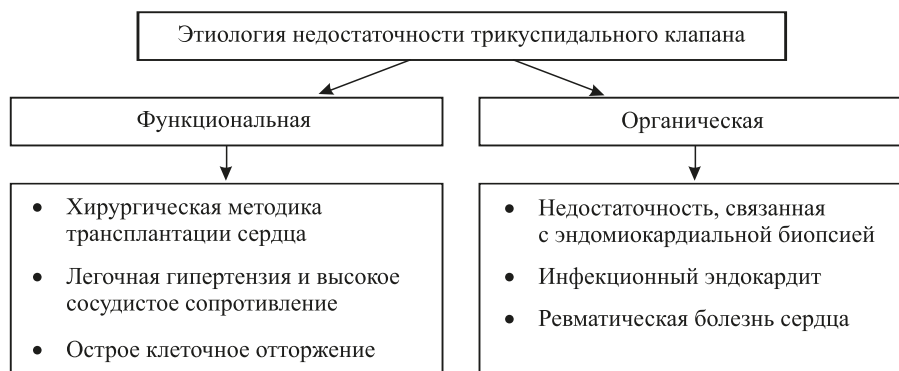 Этиология недостаточности трикуспидального клапана
Функциональная
Органическая
• Хирургическая методика
трансплантации сердца
• Легочная гипертензия и высокое
сосудистое сопротивление
• Острое клеточное отторжение
• Недостаточность, связанная
с эндомиокардиальной биопсией
• Инфекционный эндокардит
• Ревматическая болезнь сердца